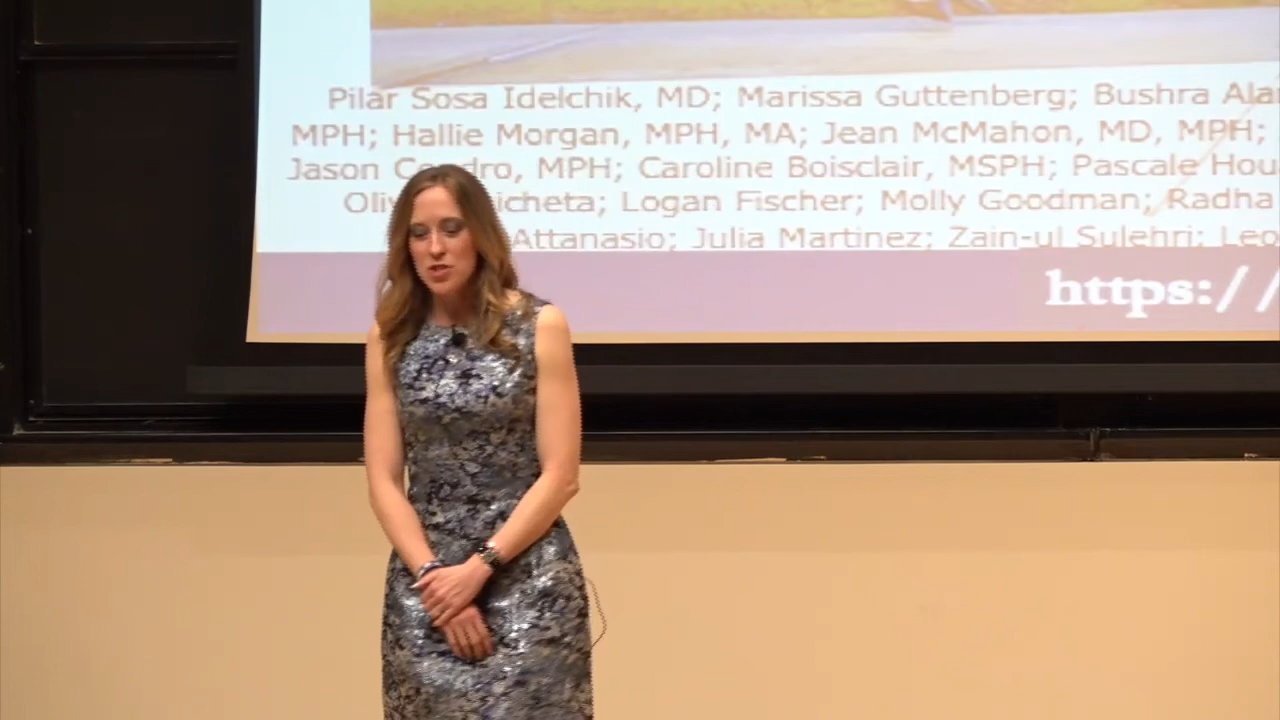 Pilar Sosa Idelchik, MD; Marissa Guttenberg; Bushra
MPH; Hallie Morgan, MPH, MA; Jean McMahon, MD, MPH;
Jason MPH; Caroline Boisclair, MSPH; Pascale
Logan Fischer; Molly Goodman; Radha
Attanasio; Julia Martinez; Zain-ul Sulehri;
https://